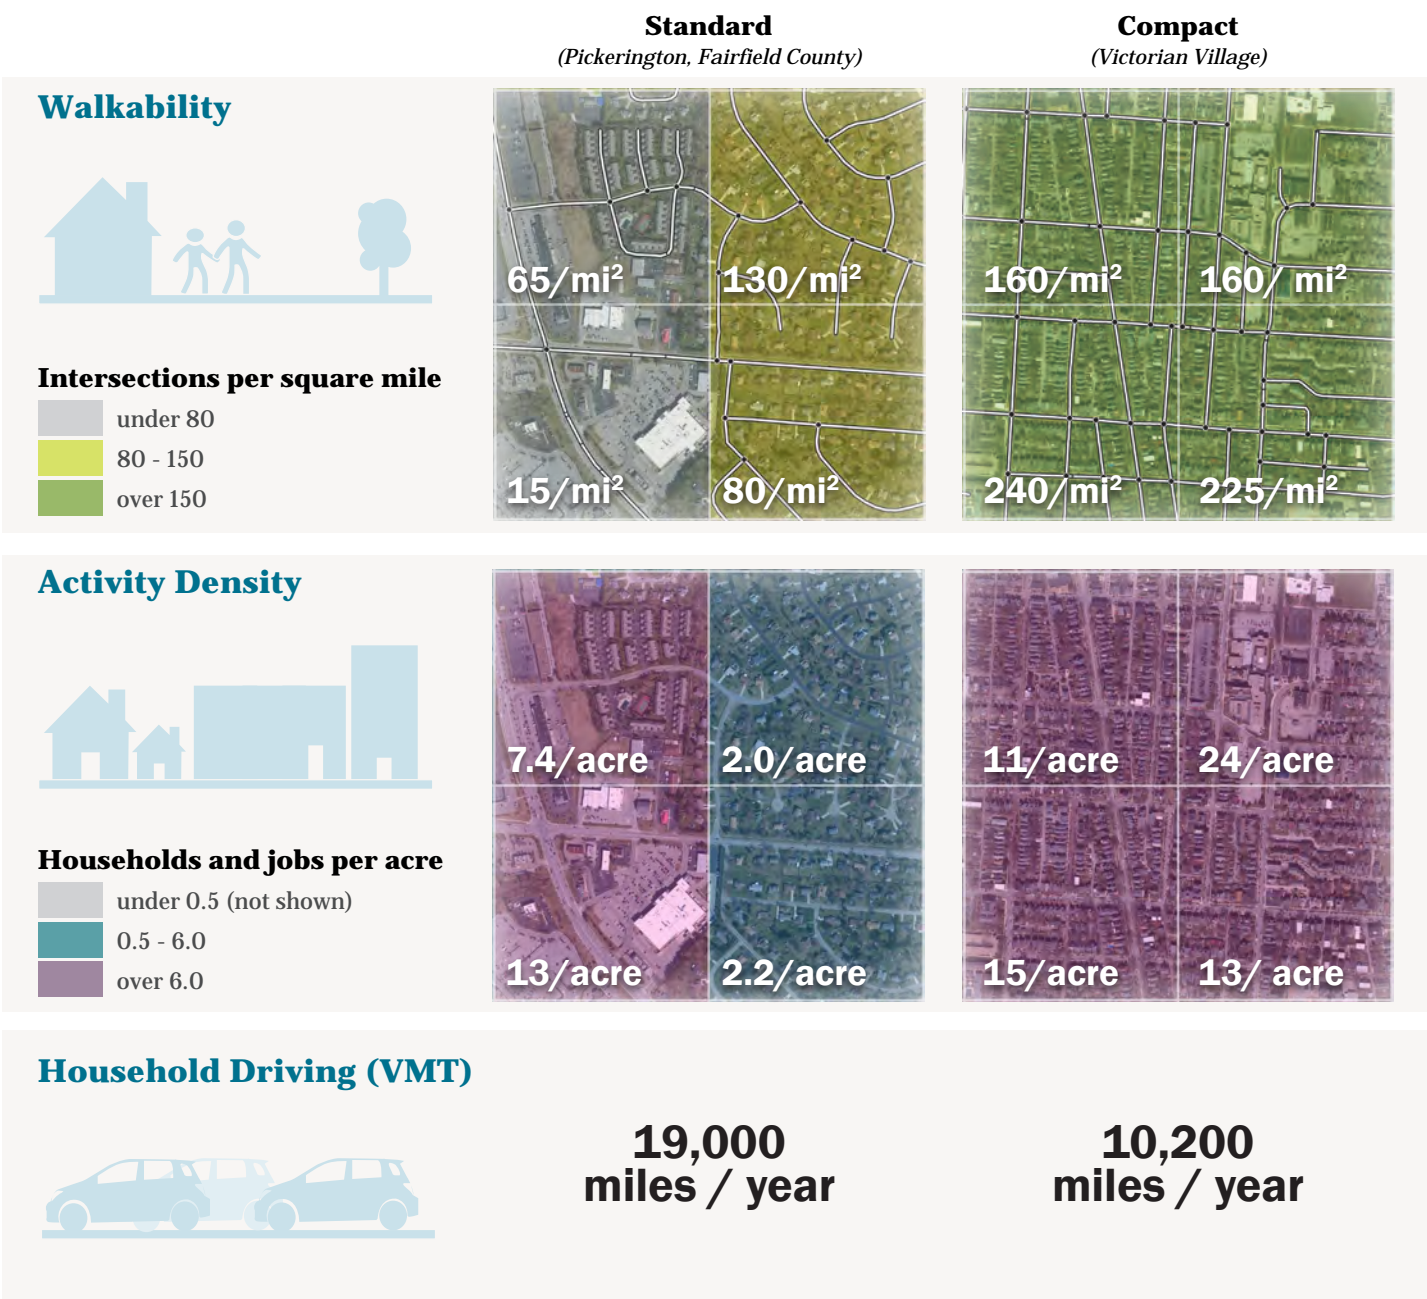 Standard
(Pickerington, Fairfield County)
Compact
(Victorian Village)
Walkability
Intersections per square mile
under 80
80 - 150
over 150
65/mi²
130/mi²
15/mi²
80/mi²
160/mi²
160/ mi²
240/mi²
225/mi²
Activity Density
Households and jobs per acre
under 0.5 (not shown)
0.5 - 6.0
over 6.0
7.4/acre
2.0/acre
13/acre
2.2/acre
11/acre
24/acre
15/acre
13/ acre
Household Driving (VMT)
19,000
miles / year
10,200
miles / year